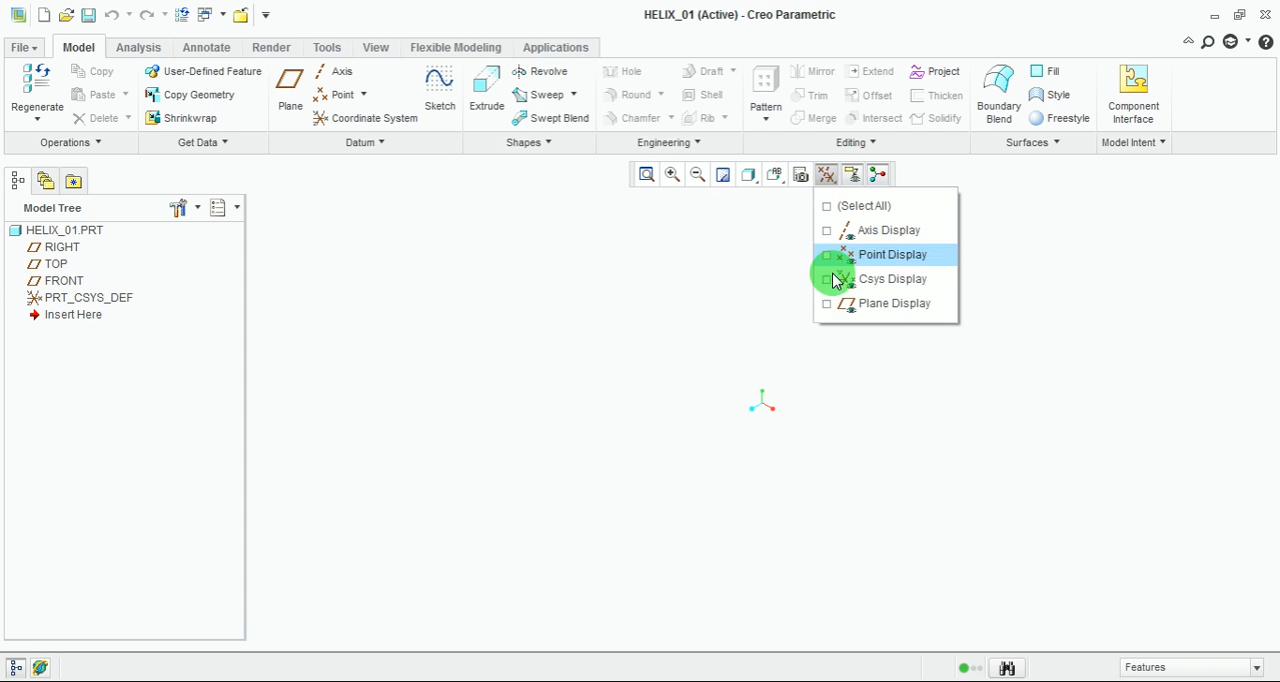 HELIX_01 (Active) - Creo Parametric
File Model Analysis Annotate Render Tools View Flexible Modeling Applications
Regenerate
Copy
Paste
Delete
Operations
User-Defined Feature
Copy Geometry
Shrinkwrap
Get Data
Plane
Axis
Point
Coordinate System
Datum
Sketch
Extrude
Revolve
Sweep
Swept Blend
Shapes
Hole
Round
Chamfer
Draft
Shell
Rib
Engineering
Pattern
Mirror
Trim
Merge
Extend
Offset
Intersect
Project
Thicken
Solidify
Editing
Boundary
Blend
Fill
Style
Freestyle
Surfaces
Component
Interface
Model Intent
Model Tree
HELIX_01.PRT
RIGHT
TOP
FRONT
PRT_CSYS_DEF
Insert Here
(Select All)
Axis Display
Point Display
Csys Display
Plane Display
Features